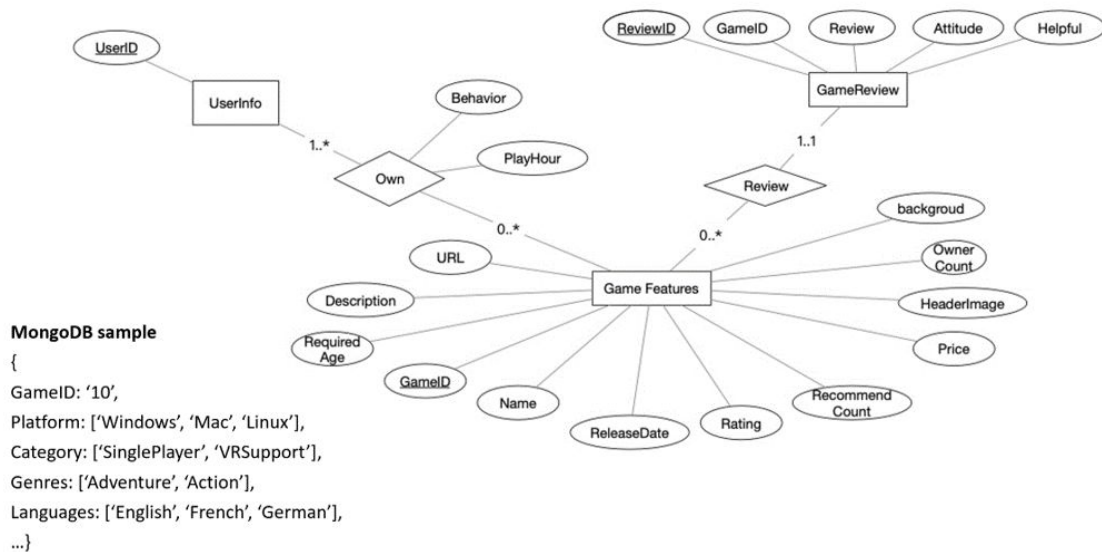 UserID
UserInfo
1..*
Own
Behavior
PlayHour
0..*
ReviewID
GameID
Review
Attitude
Helpful
GameReview
1..1
Review
0..*
Game Features
URL
Description
Required
Age
GameID
Name
ReleaseDate
Rating
Recommend
Count
Price
HeaderImage
Owner
Count
backgroud
MongoDB sample
{
GameID: ‘10’,
Platform: [‘Windows’, ‘Mac’, ‘Linux’],
Category: [‘SinglePlayer’, ‘VRSupport’],
Genres: [‘Adventure’, ‘Action’],
Languages: [‘English’, ‘French’, ‘German’],
…}